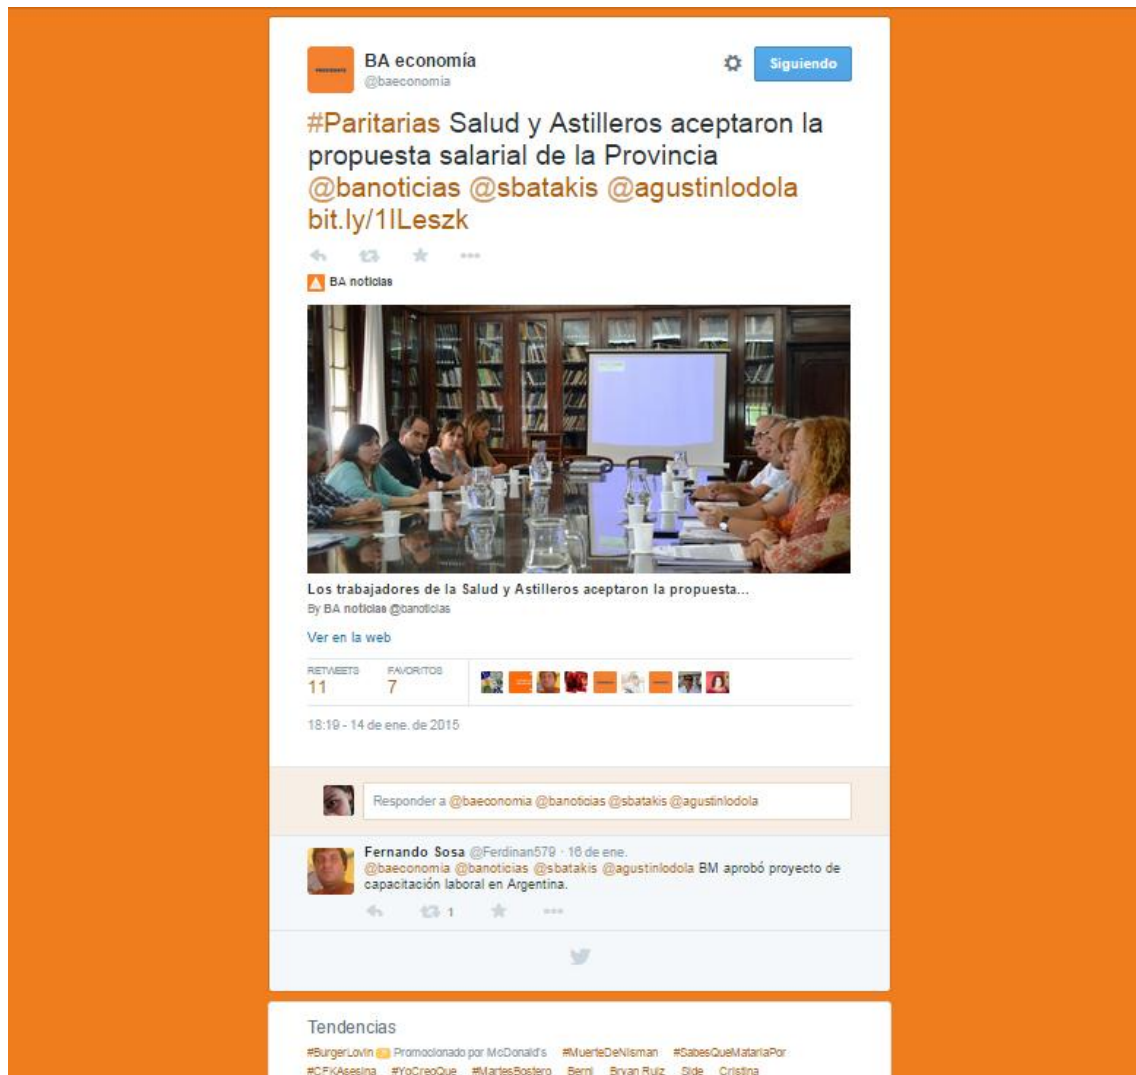 BA economía
@baeconomia
Siguiendo
#Paritarias Salud y Astilleros aceptaron la
propuesta salarial de la Provincia
@banoticias @sbatakis @agustinlodola
bit.ly/1lLeszk
BA noticias
Los trabajadores de la Salud y Astilleros aceptaron la propuesta...
By BA noticias @banoticias
Ver en la web
RETWEETS FAVORITOS
11 7
18:19 - 14 de ene. de 2015
Responder a @baeconomia @banoticias @sbatakis @agustinlodola
Fernando Sosa @Ferdinan579 · 16 de ene.
@baeconomia @banoticias @sbatakis @agustinlodola BM aprobó proyecto de
capacitación laboral en Argentina.
1
Tendencias
#BurgerLovin Promocionado por McDonald's #MuerteDeNisman #SabesQueMatariaPor
#CFKAsesina #YoCreoQue #MartesBostero Berni Bryan Ruiz Side Cristina